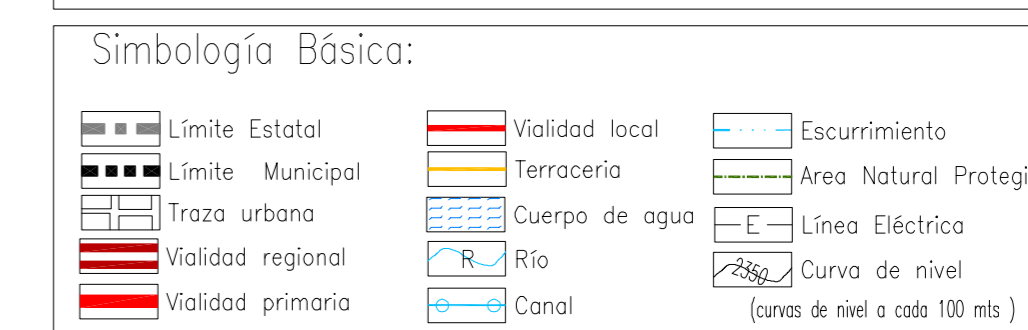 Simbología Básica:
Límite Estatal
Límite Municipal
Traza urbana
Vialidad regional
Vialidad primaria
Vialidad local
Terraceria
Cuerpo de agua
R Río
Canal
Escurrimiento
Area Natural Protegi
E Línea Eléctrica
2350 Curva de nivel
(curvas de nivel a cada 100 mts )